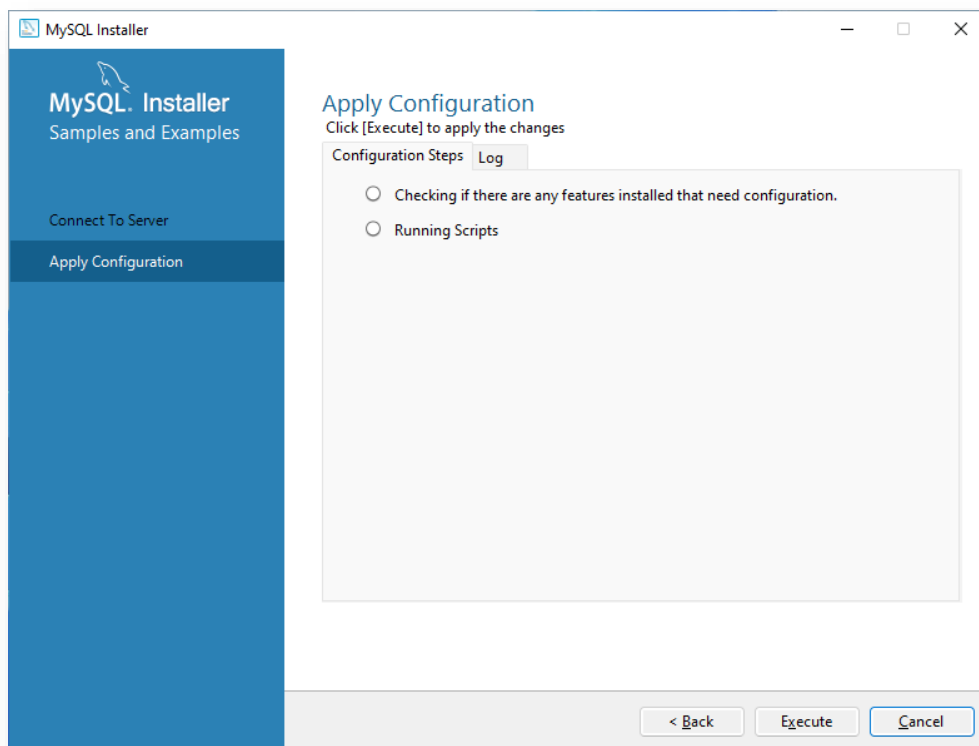 MySQL Installer
MySQL. Installer
Samples and Examples
Connect To Server
Apply Configuration
Apply Configuration
Click [Execute] to apply the changes
Configuration Steps Log
Checking if there are any features installed that need configuration.
Running Scripts
< Back Execute Cancel